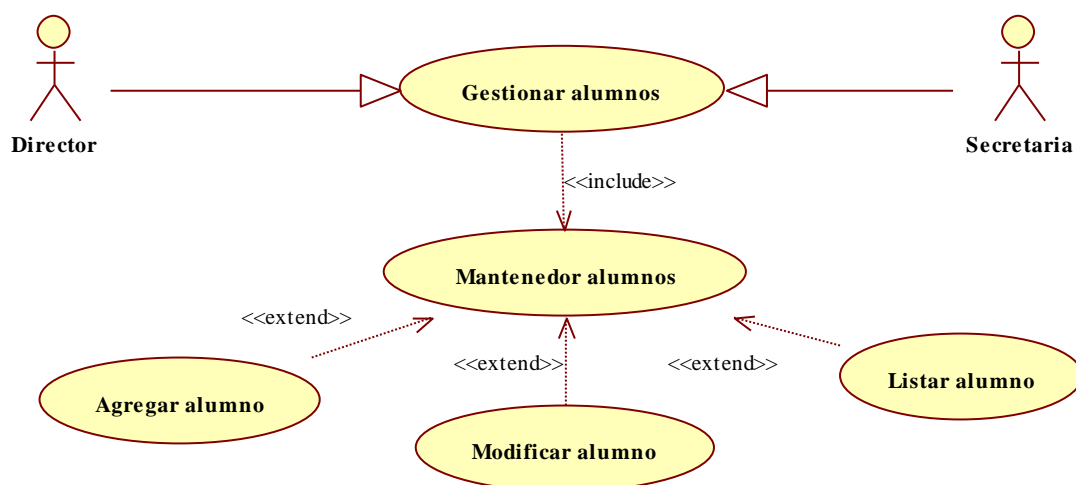 Gestionar alumnos
Director
Secretaria
<<include>>
Mantenedor alumnos
<<extend>>
<<extend>>
<<extend>>
Agregar alumno
Modificar alumno
Listar alumno